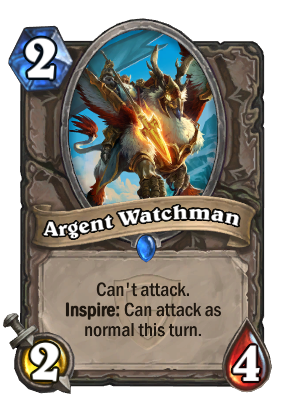 2
Argent Watchman
Can't attack.
Inspire: Can attack as
normal this turn.
2
4